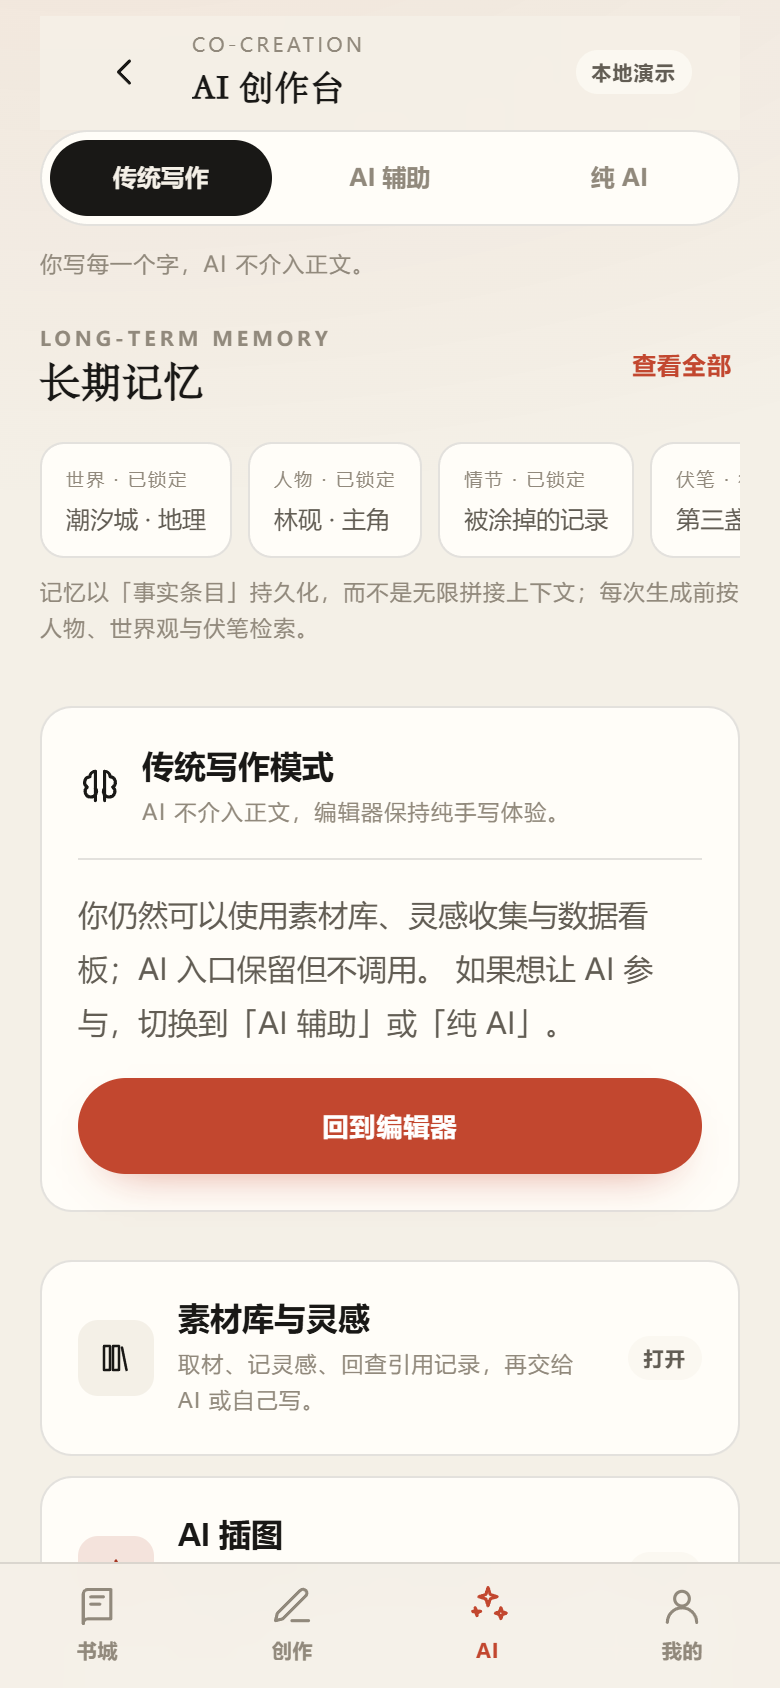 CO-CREATION
AI 创作台
本地演示
传统写作
AI 辅助
纯 AI
你写每一个字，AI 不介入正文。
LONG-TERM MEMORY
长期记忆
查看全部
世界 · 已锁定
潮汐城 · 地理
人物 · 已锁定
林砚 · 主角
情节 · 已锁定
被涂掉的记录
伏笔 ·
第三盏
记忆以「事实条目」持久化，而不是无限拼接上下文；每次生成前按
人物、世界观与伏笔检索。
传统写作模式
AI 不介入正文，编辑器保持纯手写体验。
你仍然可以使用素材库、灵感收集与数据看
板；AI 入口保留但不调用。 如果想让 AI 参
与，切换到「AI 辅助」或「纯 AI」。
回到编辑器
素材库与灵感
取材、记灵感、回查引用记录，再交给
AI 或自己写。
打开
AI 插图
书城
创作
AI
我的